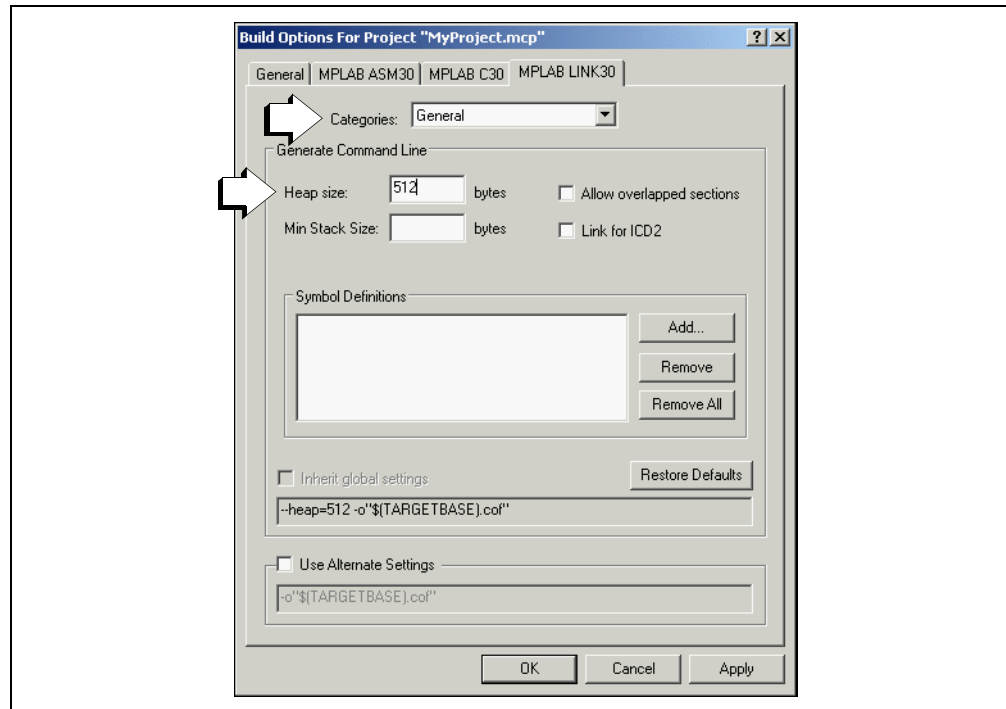 Build Options For Project "MyProject.mcp"
General MPLAB ASM30 MPLAB C30 MPLAB LINK30
Categories: General
Generate Command Line
Heap size: 512 bytes Allow overlapped sections
Min Stack Size: bytes Link for ICD2
Symbol Definitions
Add...
Remove
Remove All
Inherit global settings Restore Defaults
--heap=512 -o"$(TARGETBASE).cof"
Use Alternate Settings
-o"$(TARGETBASE).cof"
OK Cancel Apply